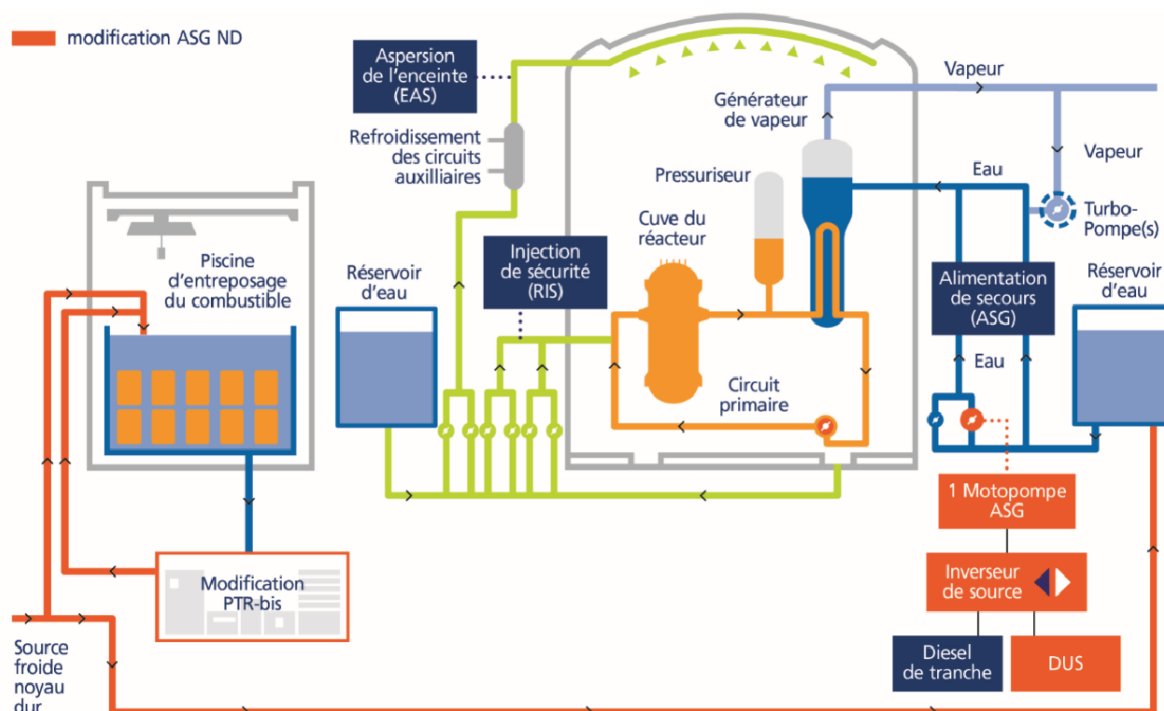 modification ASG ND
Aspersion
de l'enceinte
(EAS)
Refroidissement
des circuits
auxilliaires
Générateur
de vapeur
Vapeur
Vapeur
Turbo-
Pompe(s)
Eau
Pressuriseur
Cuve du
réacteur
Injection
de sécurité
(RIS)
Piscine
d'entreposage
du combustible
Réservoir
d'eau
Alimentation
de secours
(ASG)
Réservoir
d'eau
Eau
Circuit
primaire
1 Motopompe
ASG
Inverseur
de source
Diesel
de tranche
DUS
Modification
PTR-bis
Source
froide
noyau
dur